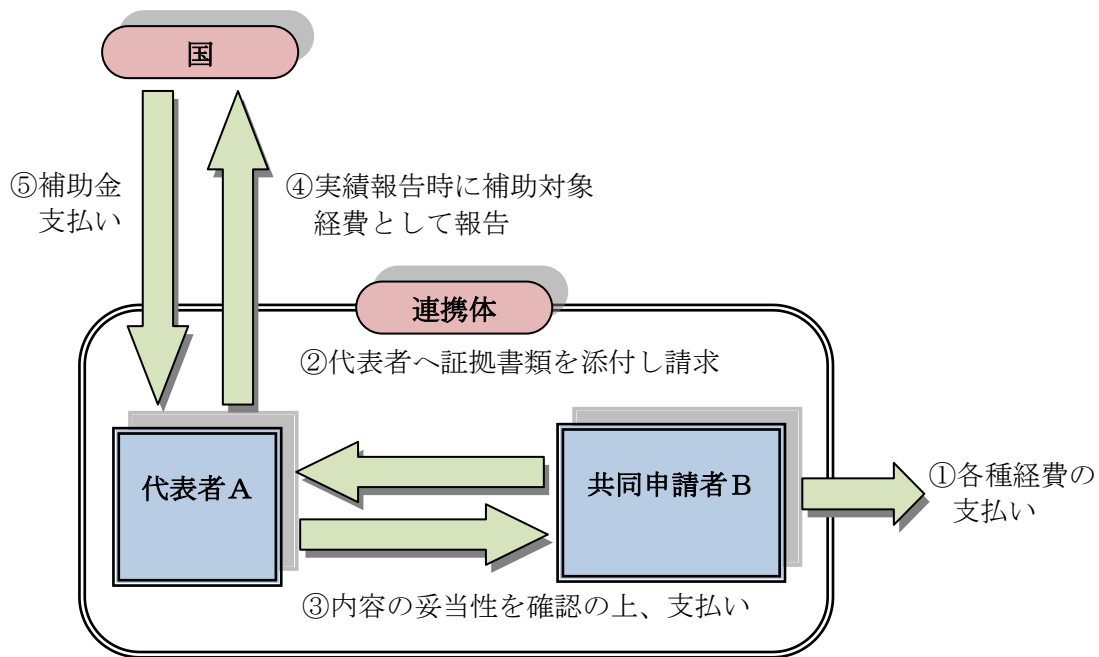 国
⑤補助金
支払い
④実績報告時に補助対象
経費として報告
連携体
②代表者へ証拠書類を添付し請求
代表者A
共同申請者B
①各種経費の
支払い
③内容の妥当性を確認の上、支払い